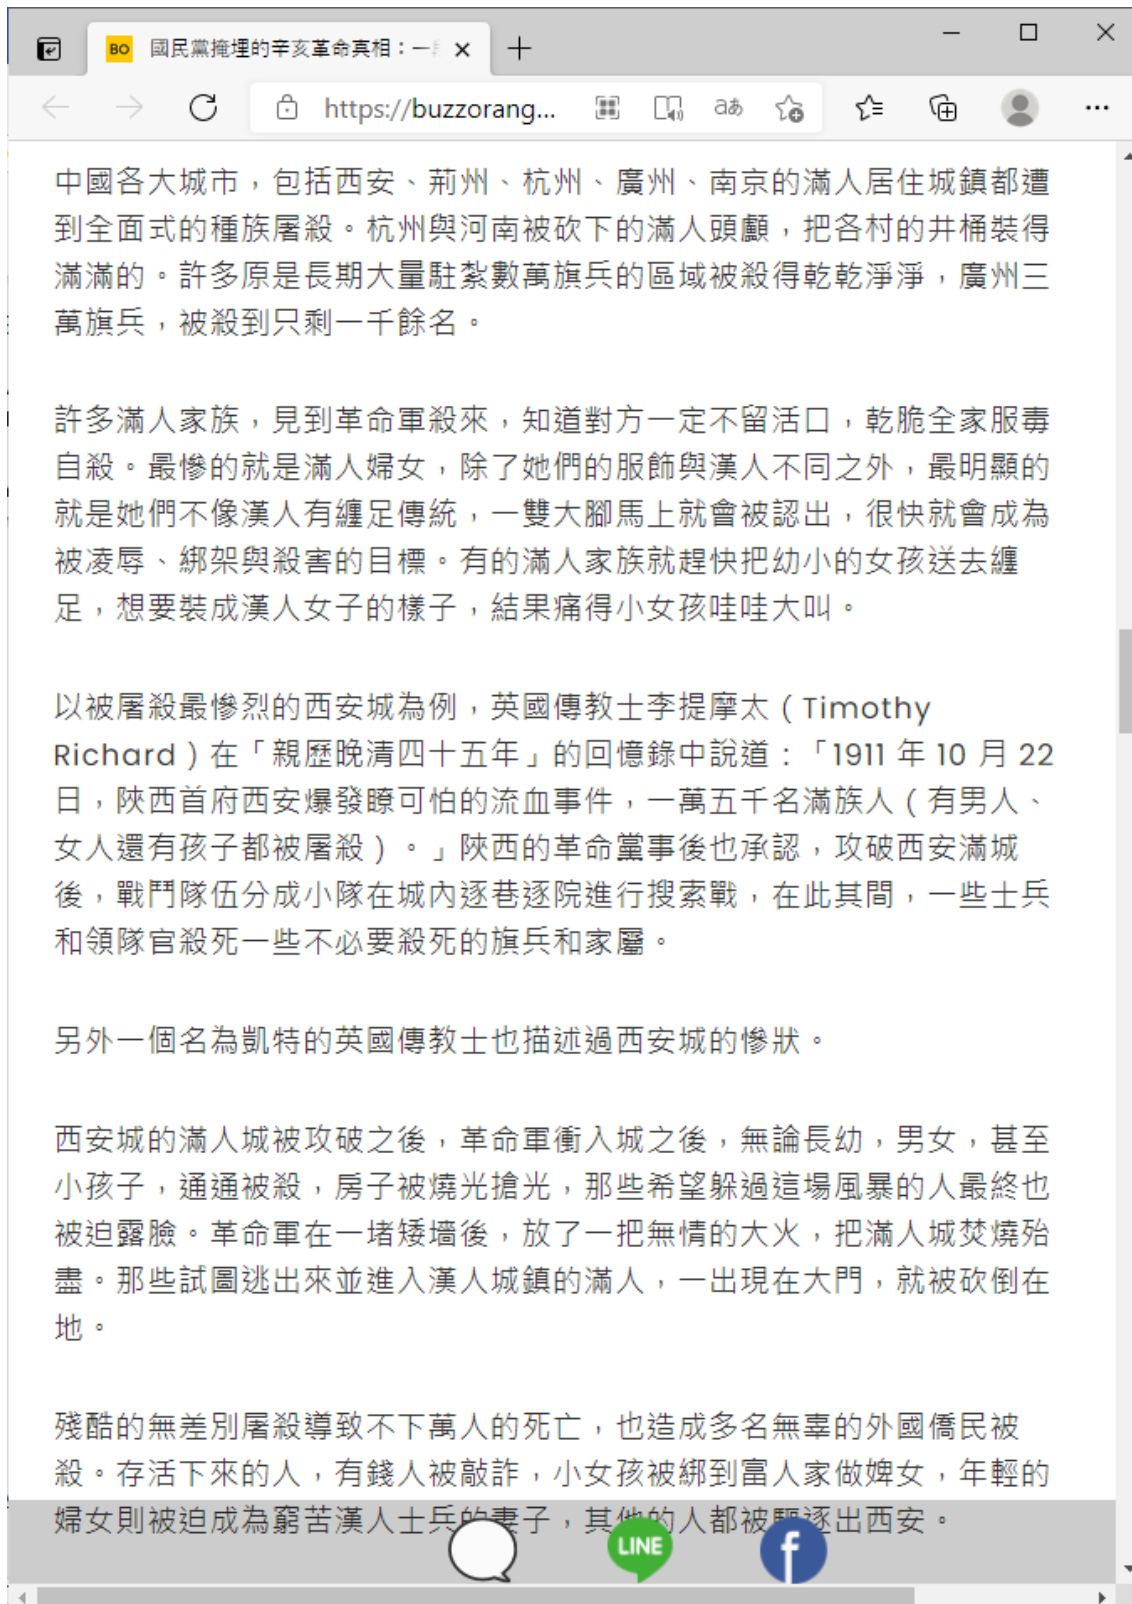 BO 國民黨掩埋的辛亥革命真相：一
https://buzzorang...
aあ
中國各大城市，包括西安、荊州、杭州、廣州、南京的滿人居住城鎮都遭
到全面式的種族屠殺。杭州與河南被砍下的滿人頭顱，把各村的井桶裝得
滿滿的。許多原是長期大量駐紮數萬旗兵的區域被殺得乾乾淨淨，廣州三
萬旗兵，被殺到只剩一千餘名。
許多滿人家族，見到革命軍殺來，知道對方一定不留活口，乾脆全家服毒
自殺。最慘的就是滿人婦女，除了她們的服飾與漢人不同之外，最明顯的
就是她們不像漢人有纏足傳統，一雙大腳馬上就會被認出，很快就會成為
被凌辱、綁架與殺害的目標。有的滿人家族就趕快把幼小的女孩送去纏
足，想要裝成漢人女子的樣子，結果痛得小女孩哇哇大叫。
以被屠殺最慘烈的西安城為例，英國傳教士李提摩太（Timothy
Richard）在「親歷晚清四十五年」的回憶錄中說道：「1911 年 10 月 22
日，陝西首府西安爆發瞭可怕的流血事件，一萬五千名滿族人（有男人、
女人還有孩子都被屠殺）。」陝西的革命黨事後也承認，攻破西安滿城
後，戰鬥隊伍分成小隊在城內逐巷逐院進行搜索戰，在此其間，一些士兵
和領隊官殺死一些不必要殺死的旗兵和家屬。
另外一個名為凱特的英國傳教士也描述過西安城的慘狀。
西安城的滿人城被攻破之後，革命軍衝入城之後，無論長幼，男女，甚至
小孩子，通通被殺，房子被燒光搶光，那些希望躲過這場風暴的人最終也
被迫露臉。革命軍在一堵矮墻後，放了一把無情的大火，把滿人城焚燒殆
盡。那些試圖逃出來並進入漢人城鎮的滿人，一出現在大門，就被砍倒在
地。
殘酷的無差別屠殺導致不下萬人的死亡，也造成多名無辜的外國僑民被
殺。存活下來的人，有錢人被敲詐，小女孩被綁到富人家做婢女，年輕的
婦女則被迫成為窮苦漢人士兵的妻子，其他的人都被驅逐出西安。
LINE
f